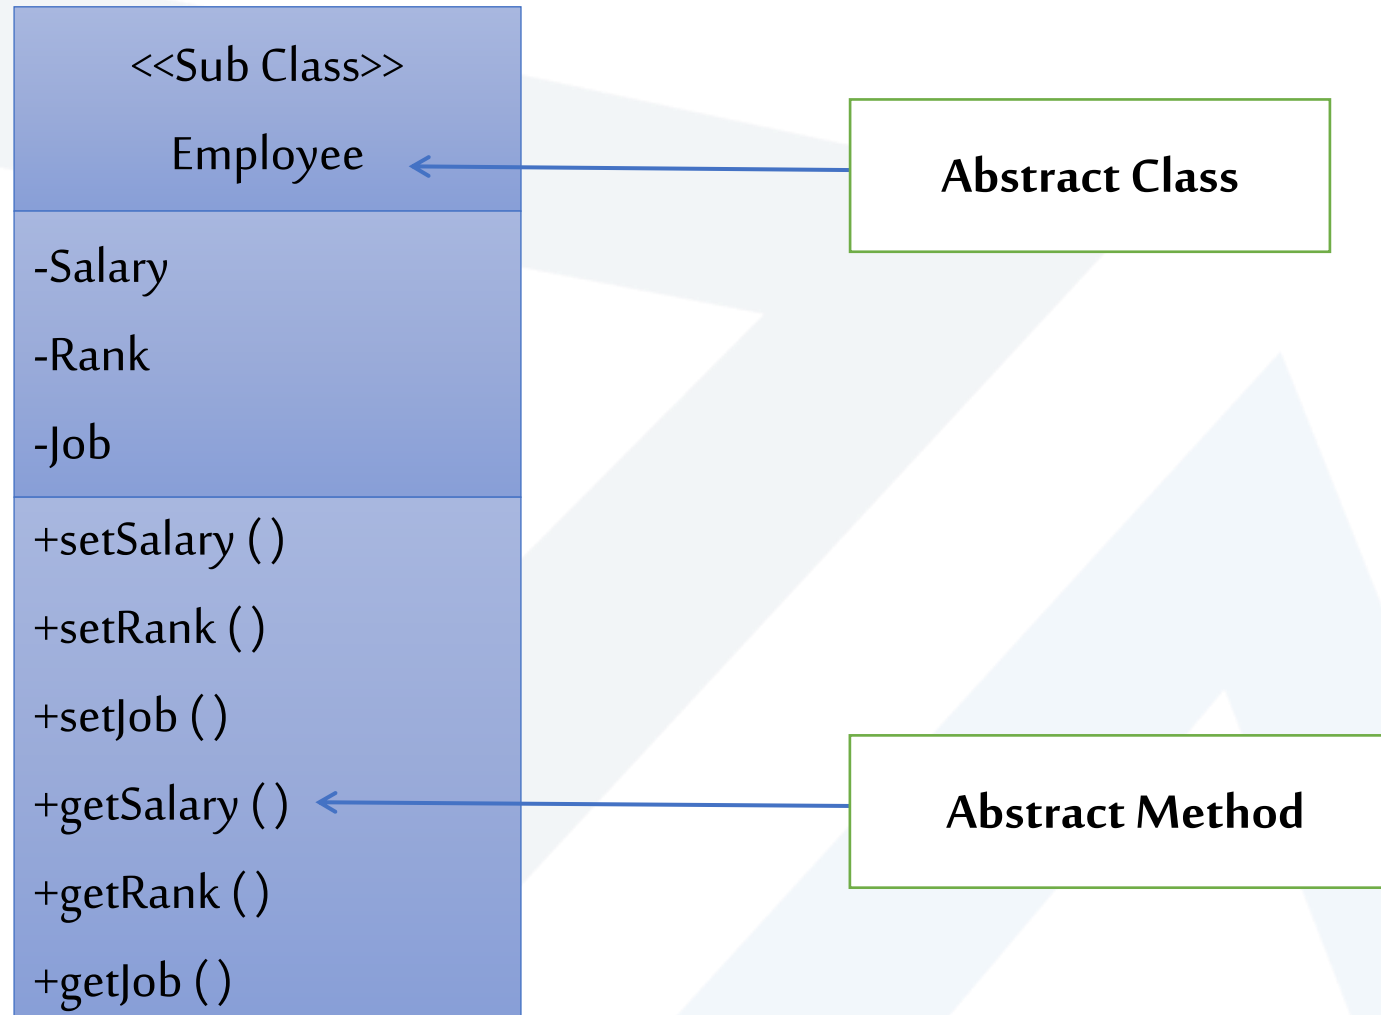 <<Sub Class>>
Employee
Abstract Class
-Salary
-Rank
-Job
+setSalary ( )
+setRank ( )
+setJob ( )
+getSalary ( )
Abstract Method
+getRank ( )
+getJob ( )